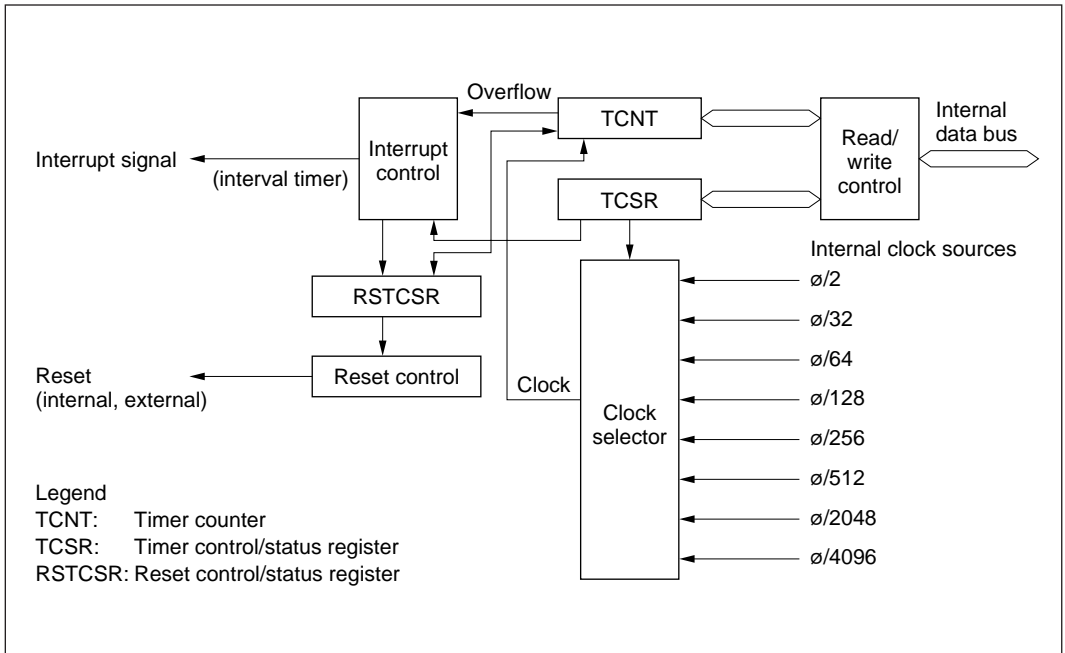 Overflow
TCNT
Internal
data bus
Read/
write
control
Interrupt
control
Interrupt signal
(interval timer)
TCSR
Internal clock sources
ø/2
RSTCSR
ø/32
ø/64
Reset control
Reset
(internal, external)
Clock
ø/128
Clock
selector
ø/256
ø/512
ø/2048
ø/4096
Legend
TCNT: Timer counter
TCSR: Timer control/status register
RSTCSR: Reset control/status register